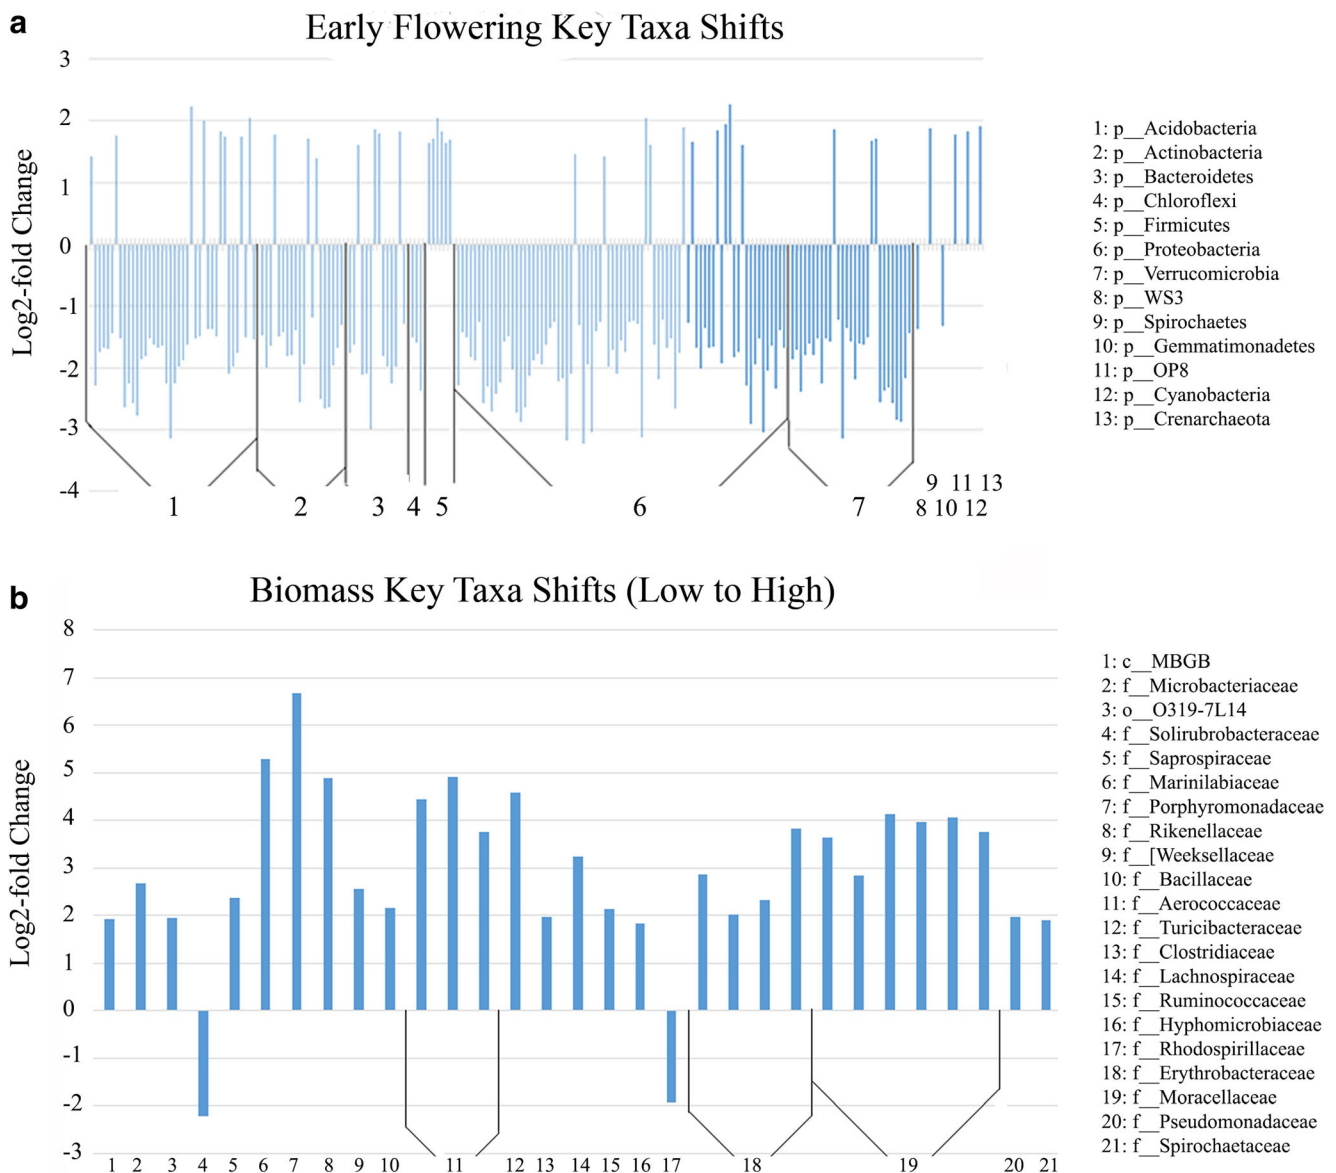 a
Early Flowering Key Taxa Shifts
Log2-fold Change
3
2
1
0
-1
-2
-3
-4
1 2 3 4 5 6 7
9 11 13
8 10 12
1: p__Acidobacteria
2: p__Actinobacteria
3: p__Bacteroidetes
4: p__Chloroflexi
5: p__Firmicutes
6: p__Proteobacteria
7: p__Verrucomicrobia
8: p__WS3
9: p__Spirochaetes
10: p__Gemmatimonadetes
11: p__OP8
12: p__Cyanobacteria
13: p__Crenarchaeota
b
Biomass Key Taxa Shifts (Low to High)
Log2-fold Change
8
7
6
5
4
3
2
1
0
-1
-2
-3
1 2 3 4 5 6 7 8 9 10 11 12 13 14 15 16 17 18 19 20 21
1: c__MBGB
2: f__Microbacteriaceae
3: o__O319-7L14
4: f__Solirubrobacteraceae
5: f__Saprospiraceae
6: f__Marinilabiaceae
7: f__Porphyromonadaceae
8: f__Rikenellaceae
9: f__[Weeksellaceae
10: f__Bacillaceae
11: f__Aerococcaceae
12: f__Turicibacteraceae
13: f__Clostridiaceae
14: f__Lachnospiraceae
15: f__Ruminococcaceae
16: f__Hyphomicrobiaceae
17: f__Rhodospirillaceae
18: f__Erythrobacteraceae
19: f__Moracellaceae
20: f__Pseudomonadaceae
21: f__Spirochaetaceae